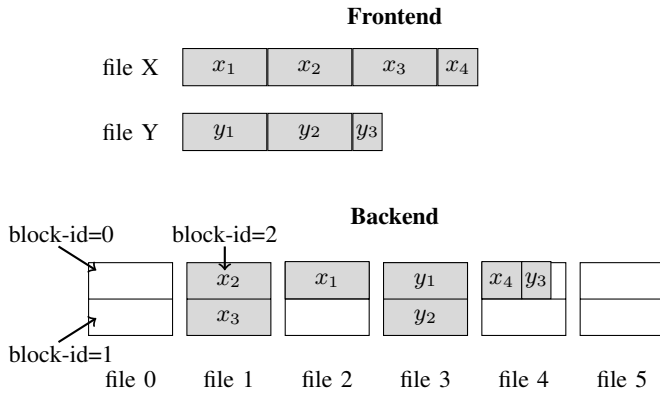 Frontend
file X x₁ x₂ x₃ x₄
file Y y₁ y₂ y₃
Backend
block-id=0 block-id=2
x₂ x₁ y₁ x₄ y₃
x₃ y₂
block-id=1
file 0 file 1 file 2 file 3 file 4 file 5